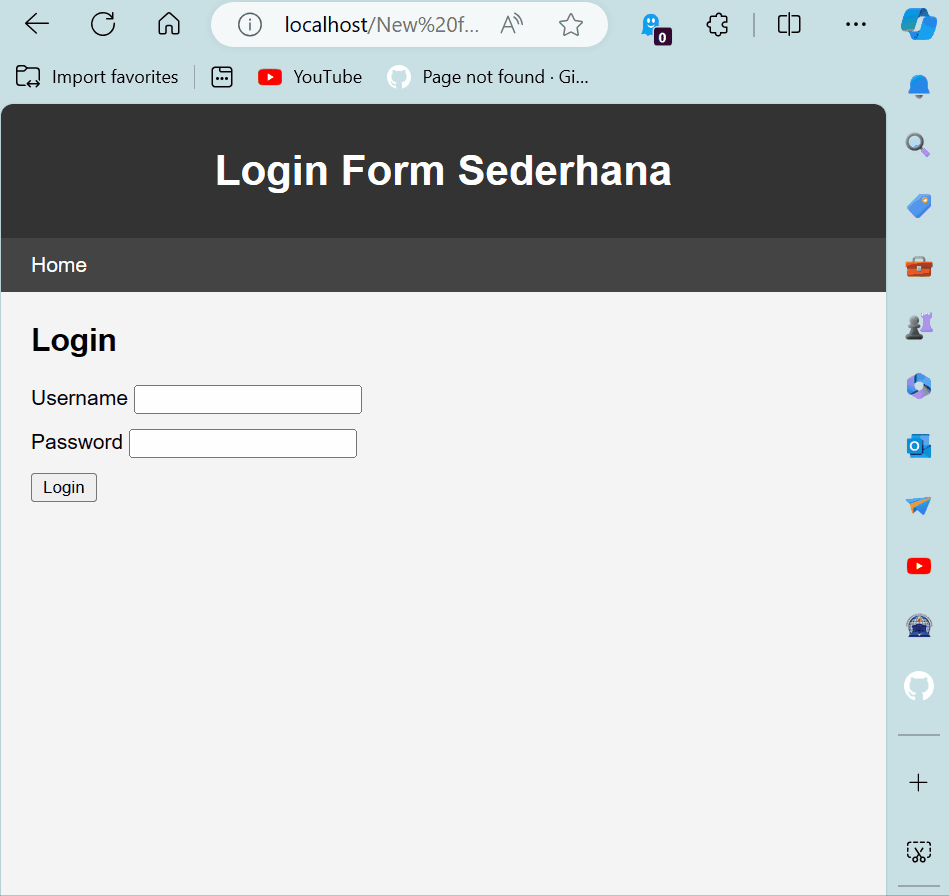 localhost/New%20f...
0
Import favorites
YouTube
Page not found · Gi...
Login Form Sederhana
Home
Login
Username
Password
Login